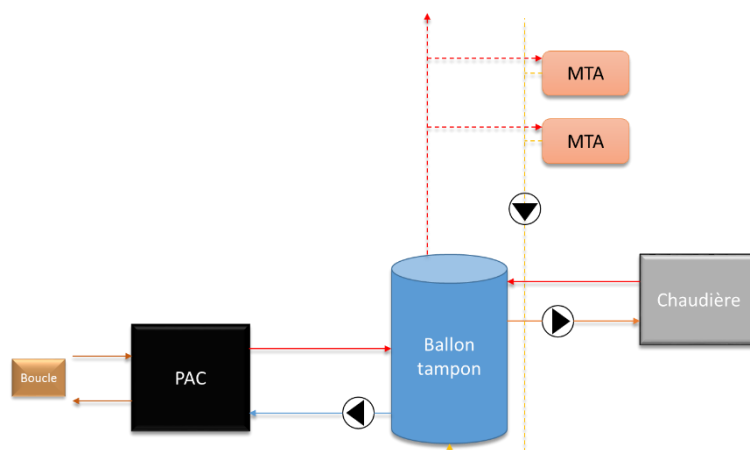 MTA
MTA
Chaudière
Ballon
tampon
PAC
Boucle